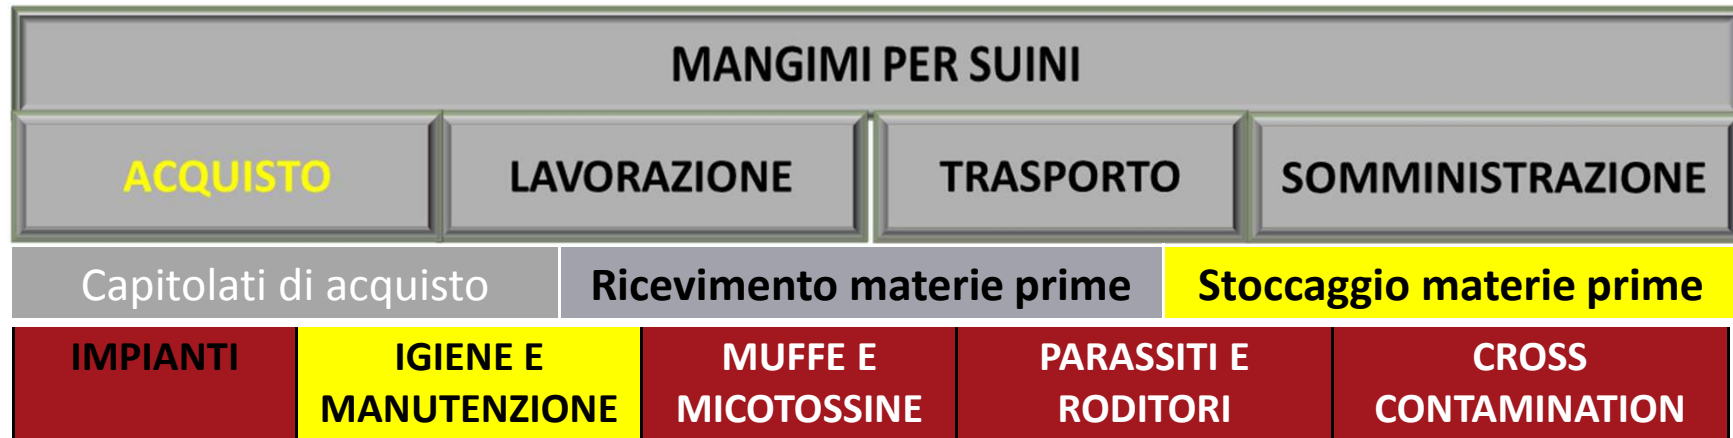 MANGIMI PER SUINI
ACQUISTO LAVORAZIONE TRASPORTO SOMMINISTRAZIONE
Capitolati di acquisto Ricevimento materie prime Stoccaggio materie prime
IMPIANTI IGIENE E MUFFE E PARASSITI E CROSS
MANUTENZIONE MICOTOSSINE RODITORI CONTAMINATION